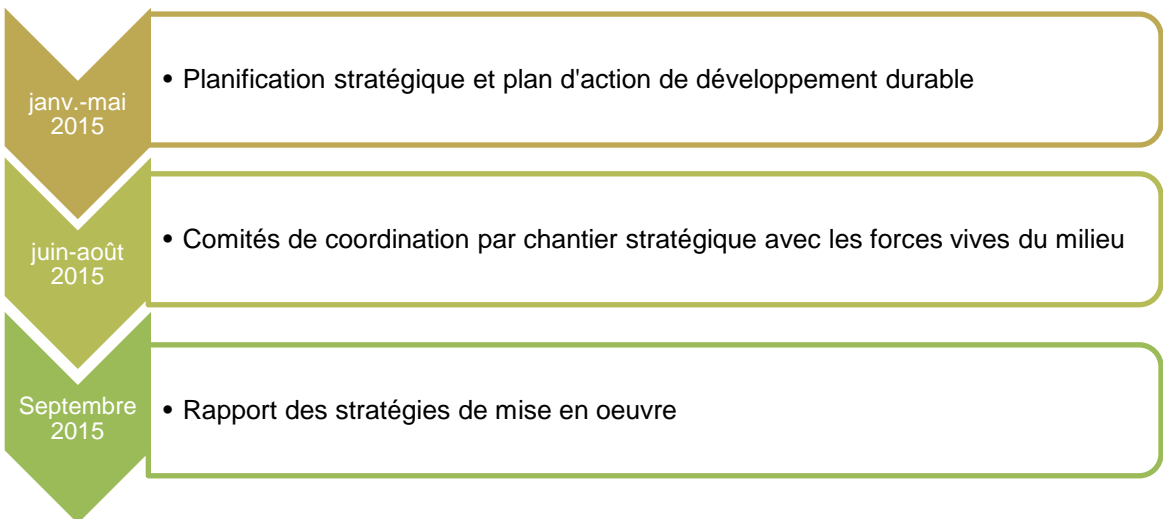 janv.-mai
2015
• Planification stratégique et plan d'action de développement durable
juin-août
2015
• Comités de coordination par chantier stratégique avec les forces vives du milieu
Septembre
2015
• Rapport des stratégies de mise en oeuvre